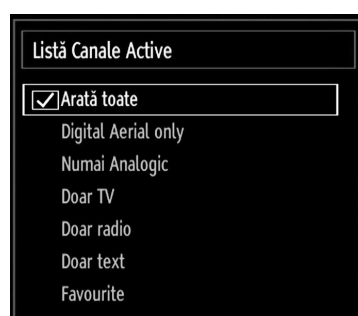 Listă Canale Active
Arată toate
Digital Aerial only
Numai Analogic
Doar TV
Doar radio
Doar text
Favourite